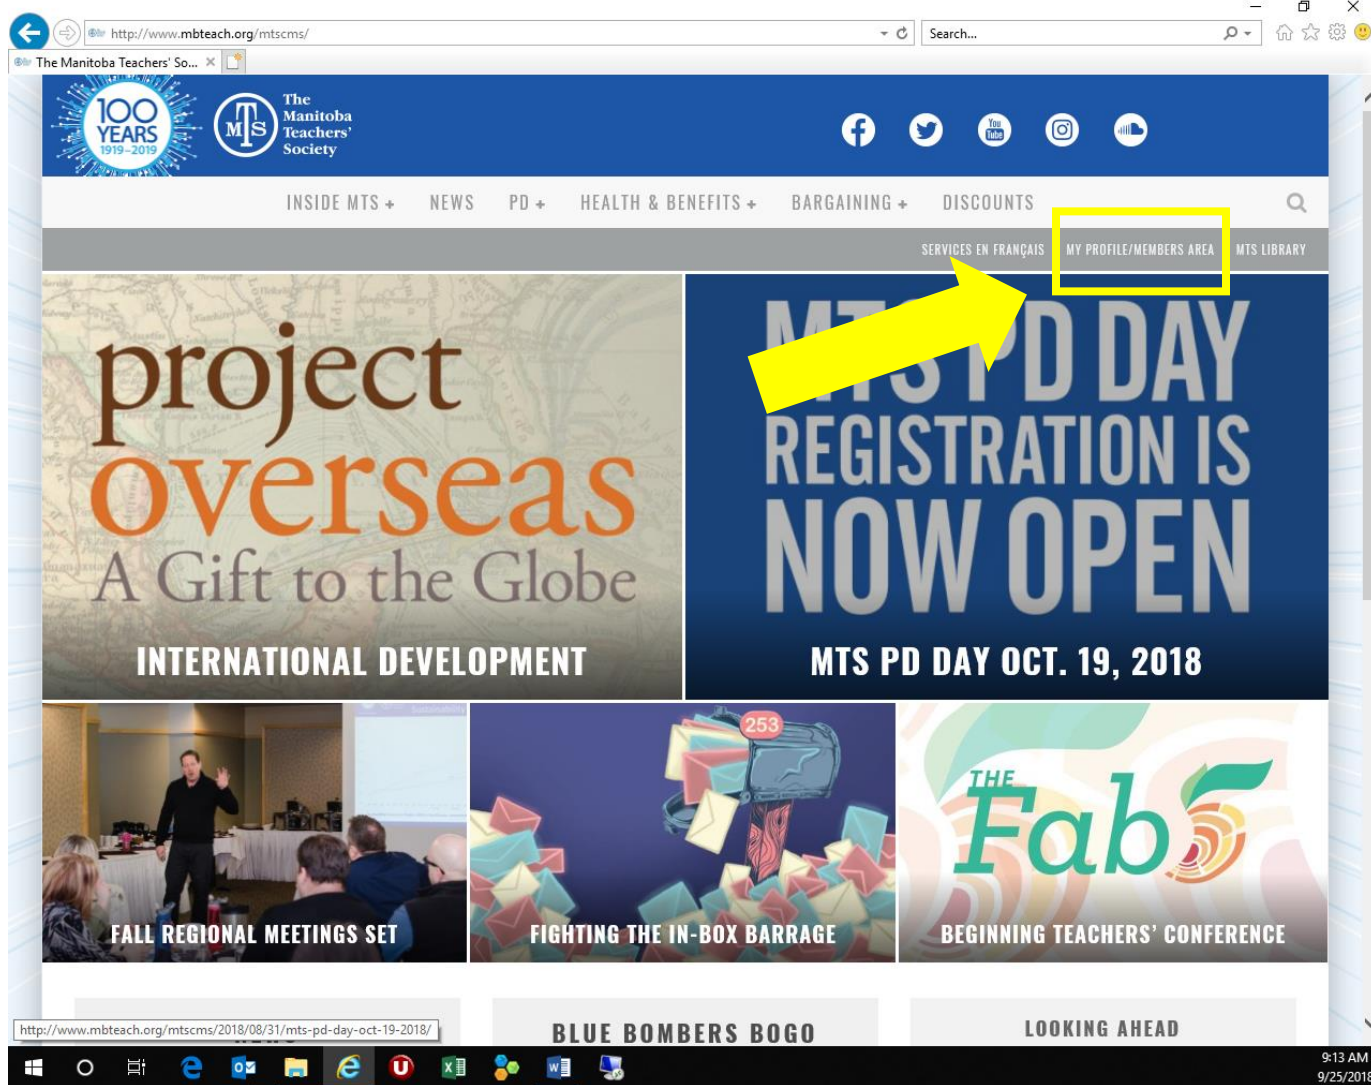 http://www.mbteach.org/mtscms/
Search...
The Manitoba Teachers' So...
100
YEARS
1919-2019
MTS
The
Manitoba
Teachers'
Society
You
Tube
INSIDE MTS +
NEWS
PD +
HEALTH & BENEFITS +
BARGAINING +
DISCOUNTS
SERVICES EN FRANÇAIS
MY PROFILE/MEMBERS AREA
MTS LIBRARY
project
overseas
A Gift to the Globe
INTERNATIONAL DEVELOPMENT
MTS PD DAY
REGISTRATION IS
NOW OPEN
MTS PD DAY OCT. 19, 2018
FALL REGIONAL MEETINGS SET
253
FIGHTING THE IN-BOX BARRAGE
THE
Fab5
BEGINNING TEACHERS' CONFERENCE
http://www.mbteach.org/mtscms/2018/08/31/mts-pd-day-oct-19-2018/
BLUE BOMBERS BOGO
LOOKING AHEAD
9:13 AM
9/25/2018